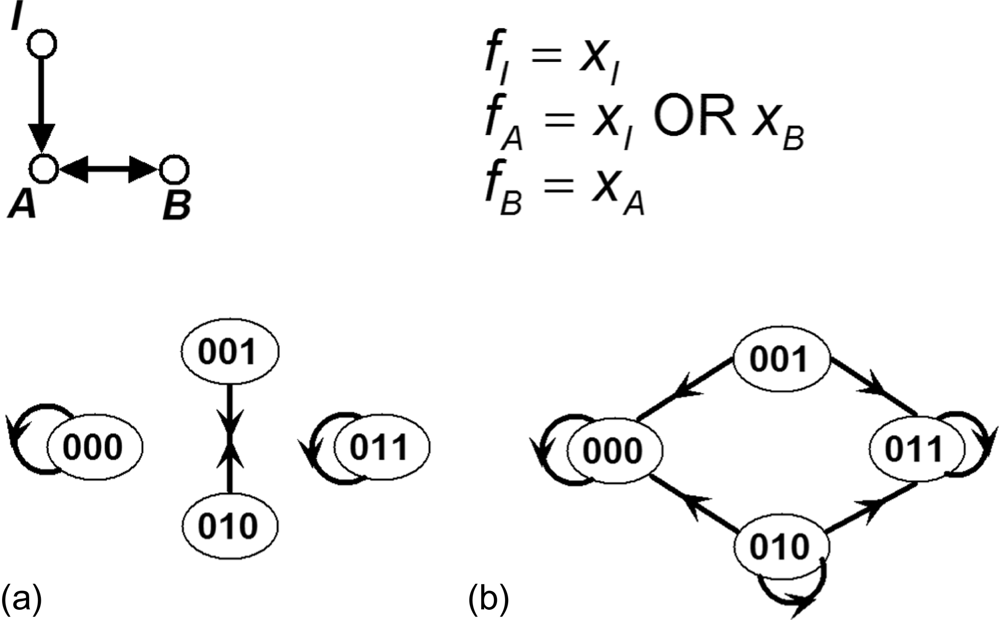 I
A B
f_I = x_I
f_A = x_I OR x_B
f_B = x_A
001
000 011
010
(a)
001
000 011
010
(b)